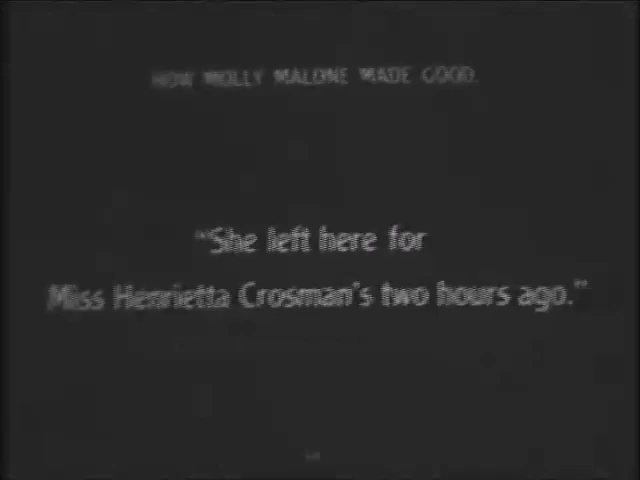 HOW MOLLY MALONE MADE GOOD.
"She left here for
Miss Henrietta Crosman's two hours ago."